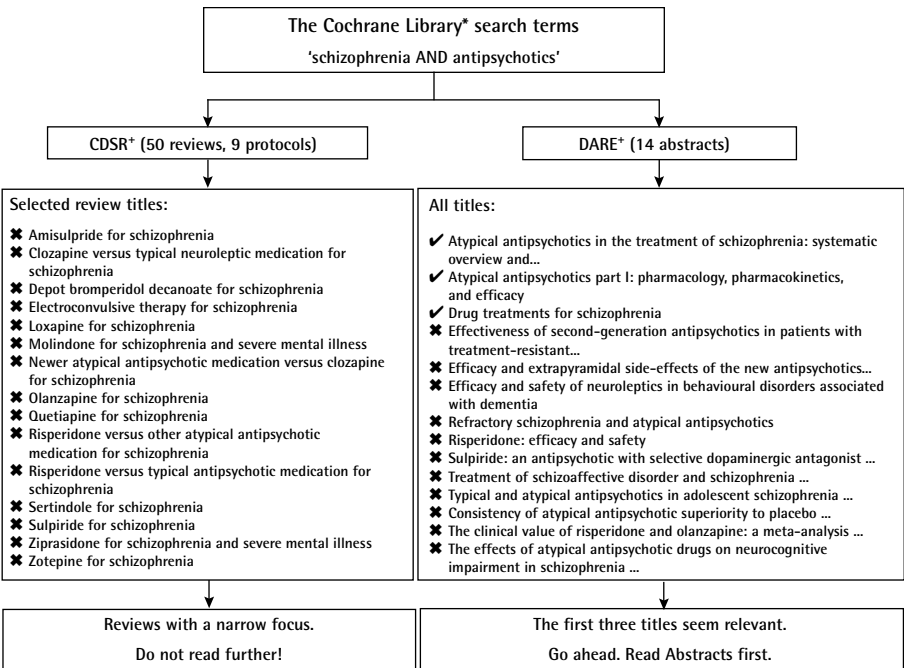 The Cochrane Library* search terms
‘schizophrenia AND antipsychotics’
CDSR+ (50 reviews, 9 protocols)
DARE+ (14 abstracts)
Selected review titles:
✖ Amisulpride for schizophrenia
✖ Clozapine versus typical neuroleptic medication for
schizophrenia
✖ Depot bromperidol decanoate for schizophrenia
✖ Electroconvulsive therapy for schizophrenia
✖ Loxapine for schizophrenia
✖ Molindone for schizophrenia and severe mental illness
✖ Newer atypical antipsychotic medication versus clozapine
for schizophrenia
✖ Olanzapine for schizophrenia
✖ Quetiapine for schizophrenia
✖ Risperidone versus other atypical antipsychotic
medication for schizophrenia
✖ Risperidone versus typical antipsychotic medication for
schizophrenia
✖ Sertindole for schizophrenia
✖ Sulpiride for schizophrenia
✖ Ziprasidone for schizophrenia and severe mental illness
✖ Zotepine for schizophrenia
All titles:
✔ Atypical antipsychotics in the treatment of schizophrenia: systematic
overview and...
✔ Atypical antipsychotics part I: pharmacology, pharmacokinetics,
and efficacy
✔ Drug treatments for schizophrenia
✖ Effectiveness of second-generation antipsychotics in patients with
treatment-resistant...
✖ Efficacy and extrapyramidal side-effects of the new antipsychotics...
✖ Efficacy and safety of neuroleptics in behavioural disorders associated
with dementia
✖ Refractory schizophrenia and atypical antipsychotics
✖ Risperidone: efficacy and safety
✖ Sulpiride: an antipsychotic with selective dopaminergic antagonist ...
✖ Treatment of schizoaffective disorder and schizophrenia ...
✖ Typical and atypical antipsychotics in adolescent schizophrenia ...
✖ Consistency of atypical antipsychotic superiority to placebo ...
✖ The clinical value of risperidone and olanzapine: a meta-analysis ...
✖ The effects of atypical antipsychotic drugs on neurocognitive
impairment in schizophrenia ...
Reviews with a narrow focus.
Do not read further!
The first three titles seem relevant.
Go ahead. Read Abstracts first.